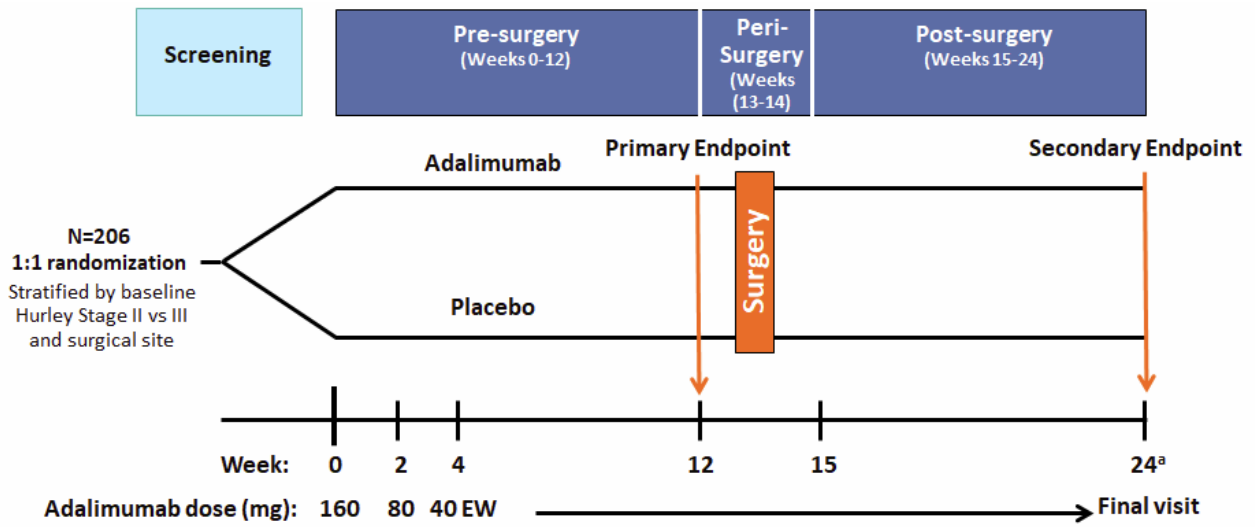 Screening
Pre-surgery
(Weeks 0-12)
Peri-
Surgery
(Weeks
(13-14)
Post-surgery
(Weeks 15-24)
Adalimumab
Primary Endpoint
Secondary Endpoint
N=206
1:1 randomization
Stratified by baseline
Hurley Stage II vs III
and surgical site
Surgery
Placebo
Week: 0 2 4 12 15 24ª
Adalimumab dose (mg): 160 80 40 EW Final visit